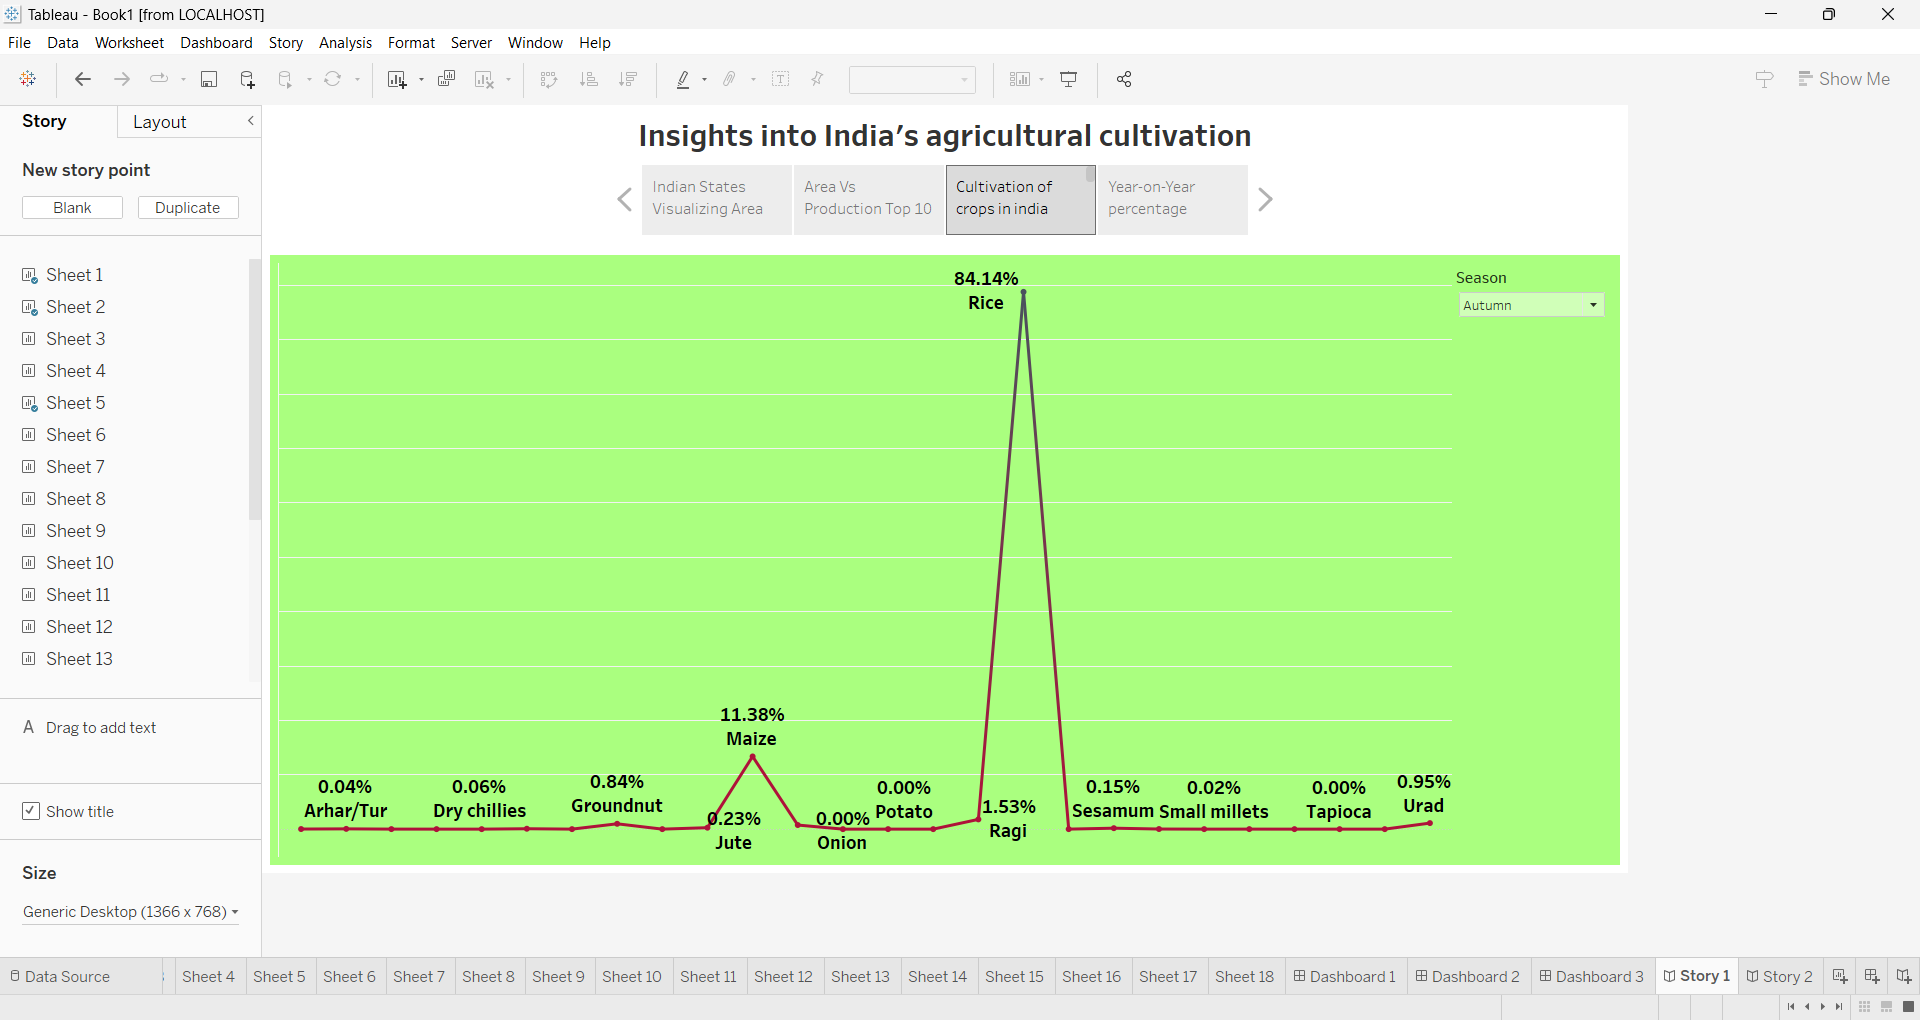 Tableau - Book1 [from LOCALHOST]
File Data Worksheet Dashboard Story Analysis Format Server Window Help
Show Me
Story Layout
New story point
Blank Duplicate
Sheet 1
Sheet 2
Sheet 3
Sheet 4
Sheet 5
Sheet 6
Sheet 7
Sheet 8
Sheet 9
Sheet 10
Sheet 11
Sheet 12
Sheet 13
A Drag to add text
Show title
Size
Generic Desktop (1366 x 768)
Insights into India’s agricultural cultivation
Indian States
Visualizing Area
Area Vs
Production Top 10
Cultivation of
crops in india
Year-on-Year
percentage
Season
Autumn
84.14%
Rice
11.38%
Maize
0.04%
Arhar/Tur
0.06%
Dry chillies
0.84%
Groundnut
0.23%
Jute
0.00%
Onion
0.00%
Potato
1.53%
Ragi
0.15%
Sesamum
0.02%
Small millets
0.00%
Tapioca
0.95%
Urad
Data Source Sheet 4 Sheet 5 Sheet 6 Sheet 7 Sheet 8 Sheet 9 Sheet 10 Sheet 11 Sheet 12 Sheet 13 Sheet 14 Sheet 15 Sheet 16 Sheet 17 Sheet 18 Dashboard 1 Dashboard 2 Dashboard 3 Story 1 Story 2